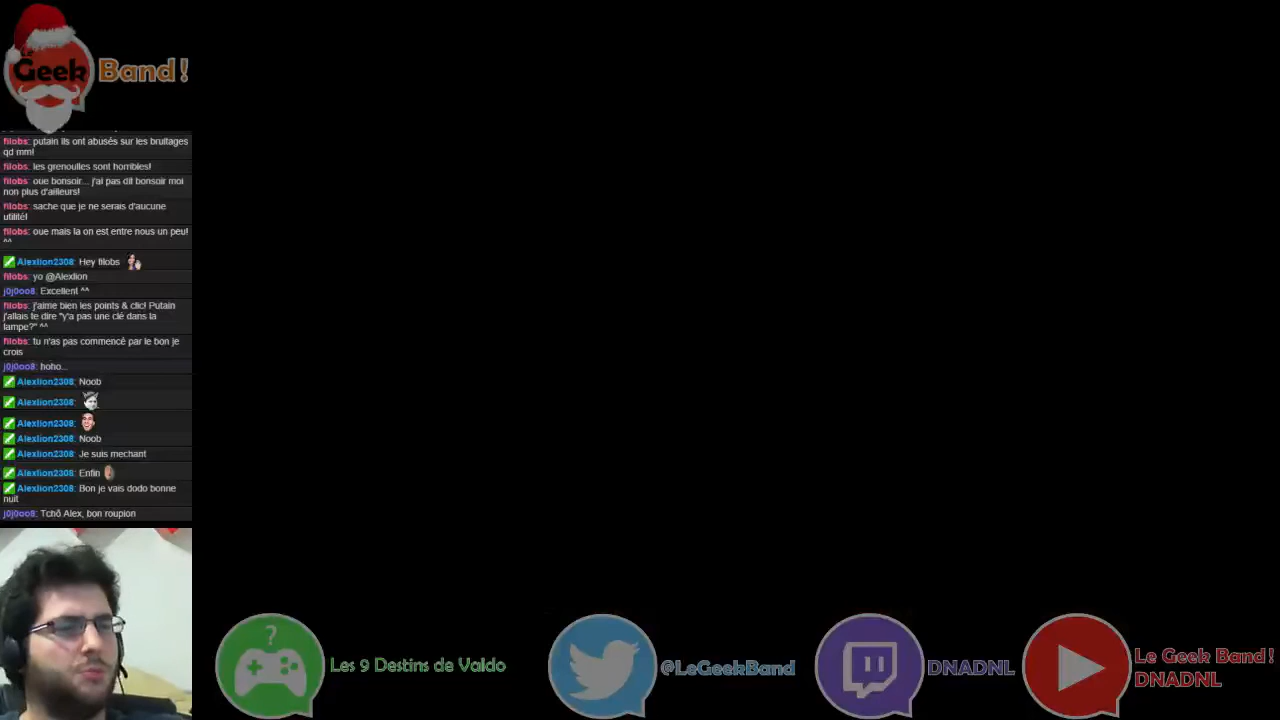 Geek Band !
filobs: putain ils ont abusés sur les bruitages
qd mm!
filobs: les grenouilles sont horribles!
filobs: oue bonsoir... j'ai pas dit bonsoir moi
non plus d'ailleurs!
filobs: sache que je ne serais d'aucune
utilité!
filobs: oue mais la on est entre nous un peu!
^^
Alexlion2308: Hey filobs
filobs: yo @Alexlion
j0j0oo8: Excellent ^^
filobs: j'aime bien les points & clic! Putain
j'allais te dire "y'a pas une clé dans la
lampe?" ^^
filobs: tu n'as pas commencé par le bon je
crois
j0j0oo8: hoho...
Alexlion2308: Noob
Alexlion2308:
Alexlion2308:
Alexlion2308: Noob
Alexlion2308: Je suis mechant
Alexlion2308: Enfin
Alexlion2308: Bon je vais dodo bonne
nuit
j0j0oo8: Tchô Alex, bon roupion
?
Les 9 Destins de Valdo
@LeGeekBand
DNADNL
Le Geek Band !
DNADNL